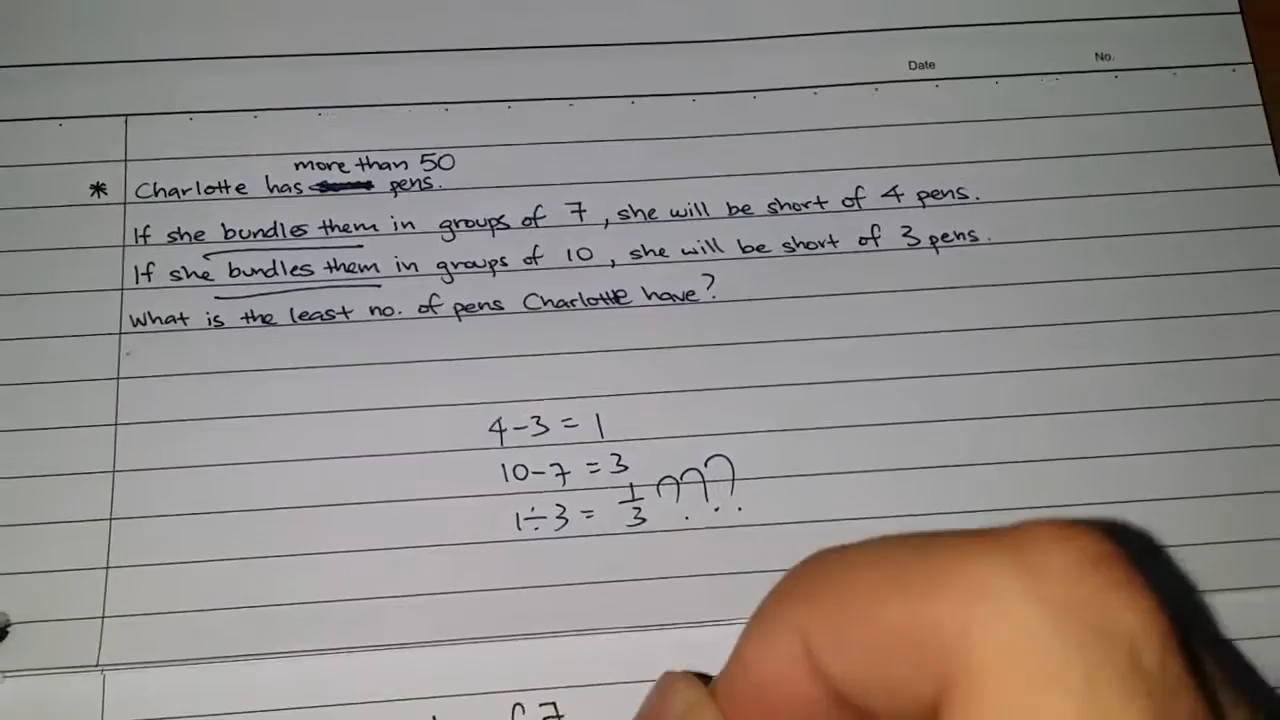 Date No.
more than 50
* Charlotte has pens.
If she bundles them in groups of 7, she will be short of 4 pens.
If she bundles them in groups of 10, she will be short of 3 pens.
What is the least no. of pens Charlotte have?
4-3 = 1
10-7 = 3
1÷3 = 1/3 ???
of 7